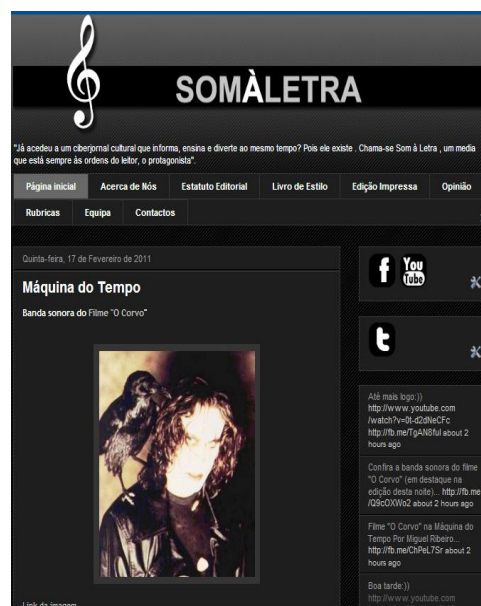 SOMÀLETRA
"Já acedeu a um ciberjornal cultural que informa, ensina e diverte ao mesmo tempo? Pois ele existe . Chama-se Som à Letra , um media
que está sempre às ordens do leitor, o protagonista".
Página inicial Acerca de Nós Estatuto Editorial Livro de Estilo Edição Impressa Opinião
Rubricas Equipa Contactos
Quinta-feira, 17 de Fevereiro de 2011
Máquina do Tempo
Banda sonora do Filme "O Corvo"
Link da imagem
f You Tube
t
Até mais logo:))
http://www.youtube.com
/watch?v=0t-d2dNeCFc
http://fb.me/TgAN8fuI about 2
hours ago
Confira a banda sonora do filme
"O Corvo" (em destaque na
edição desta noite)... http://fb.me
/Q9cOXWo2 about 2 hours ago
Filme "O Corvo" na Máquina do
Tempo Por Miguel Ribeiro...
http://fb.me/ChPeL7Sr about 2
hours ago
Boa tarde:))
http://www.youtube.com